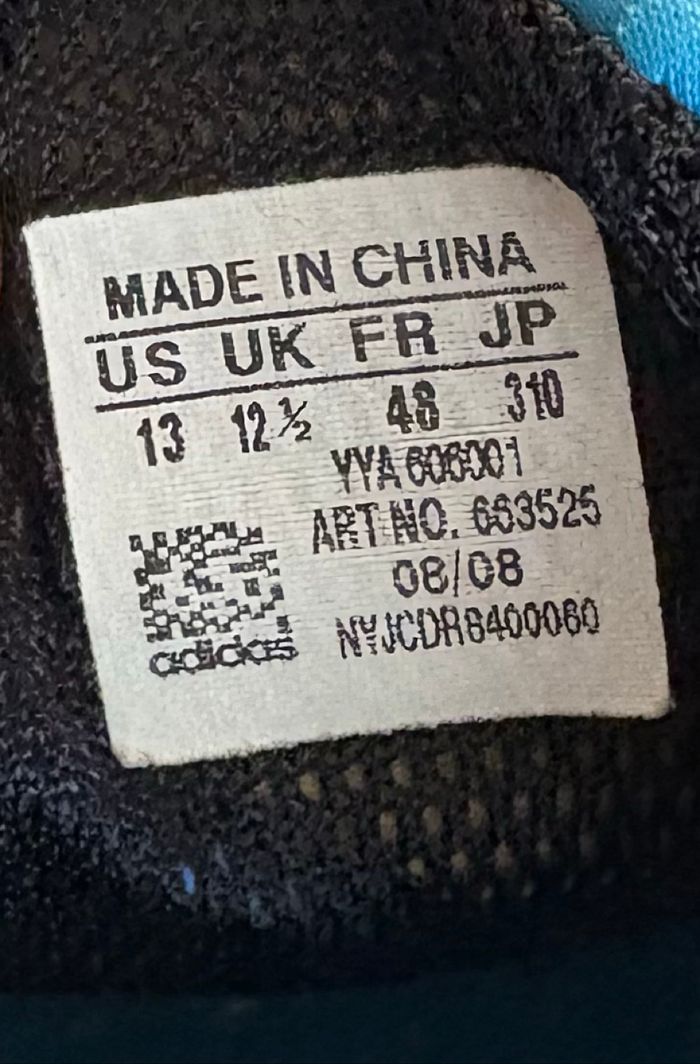 MADE IN CHINA
US UK FR JP
13 12½ 48 310
YYA 606001
ART NO. 663525
08/08
NYJCDR6400060
adidas